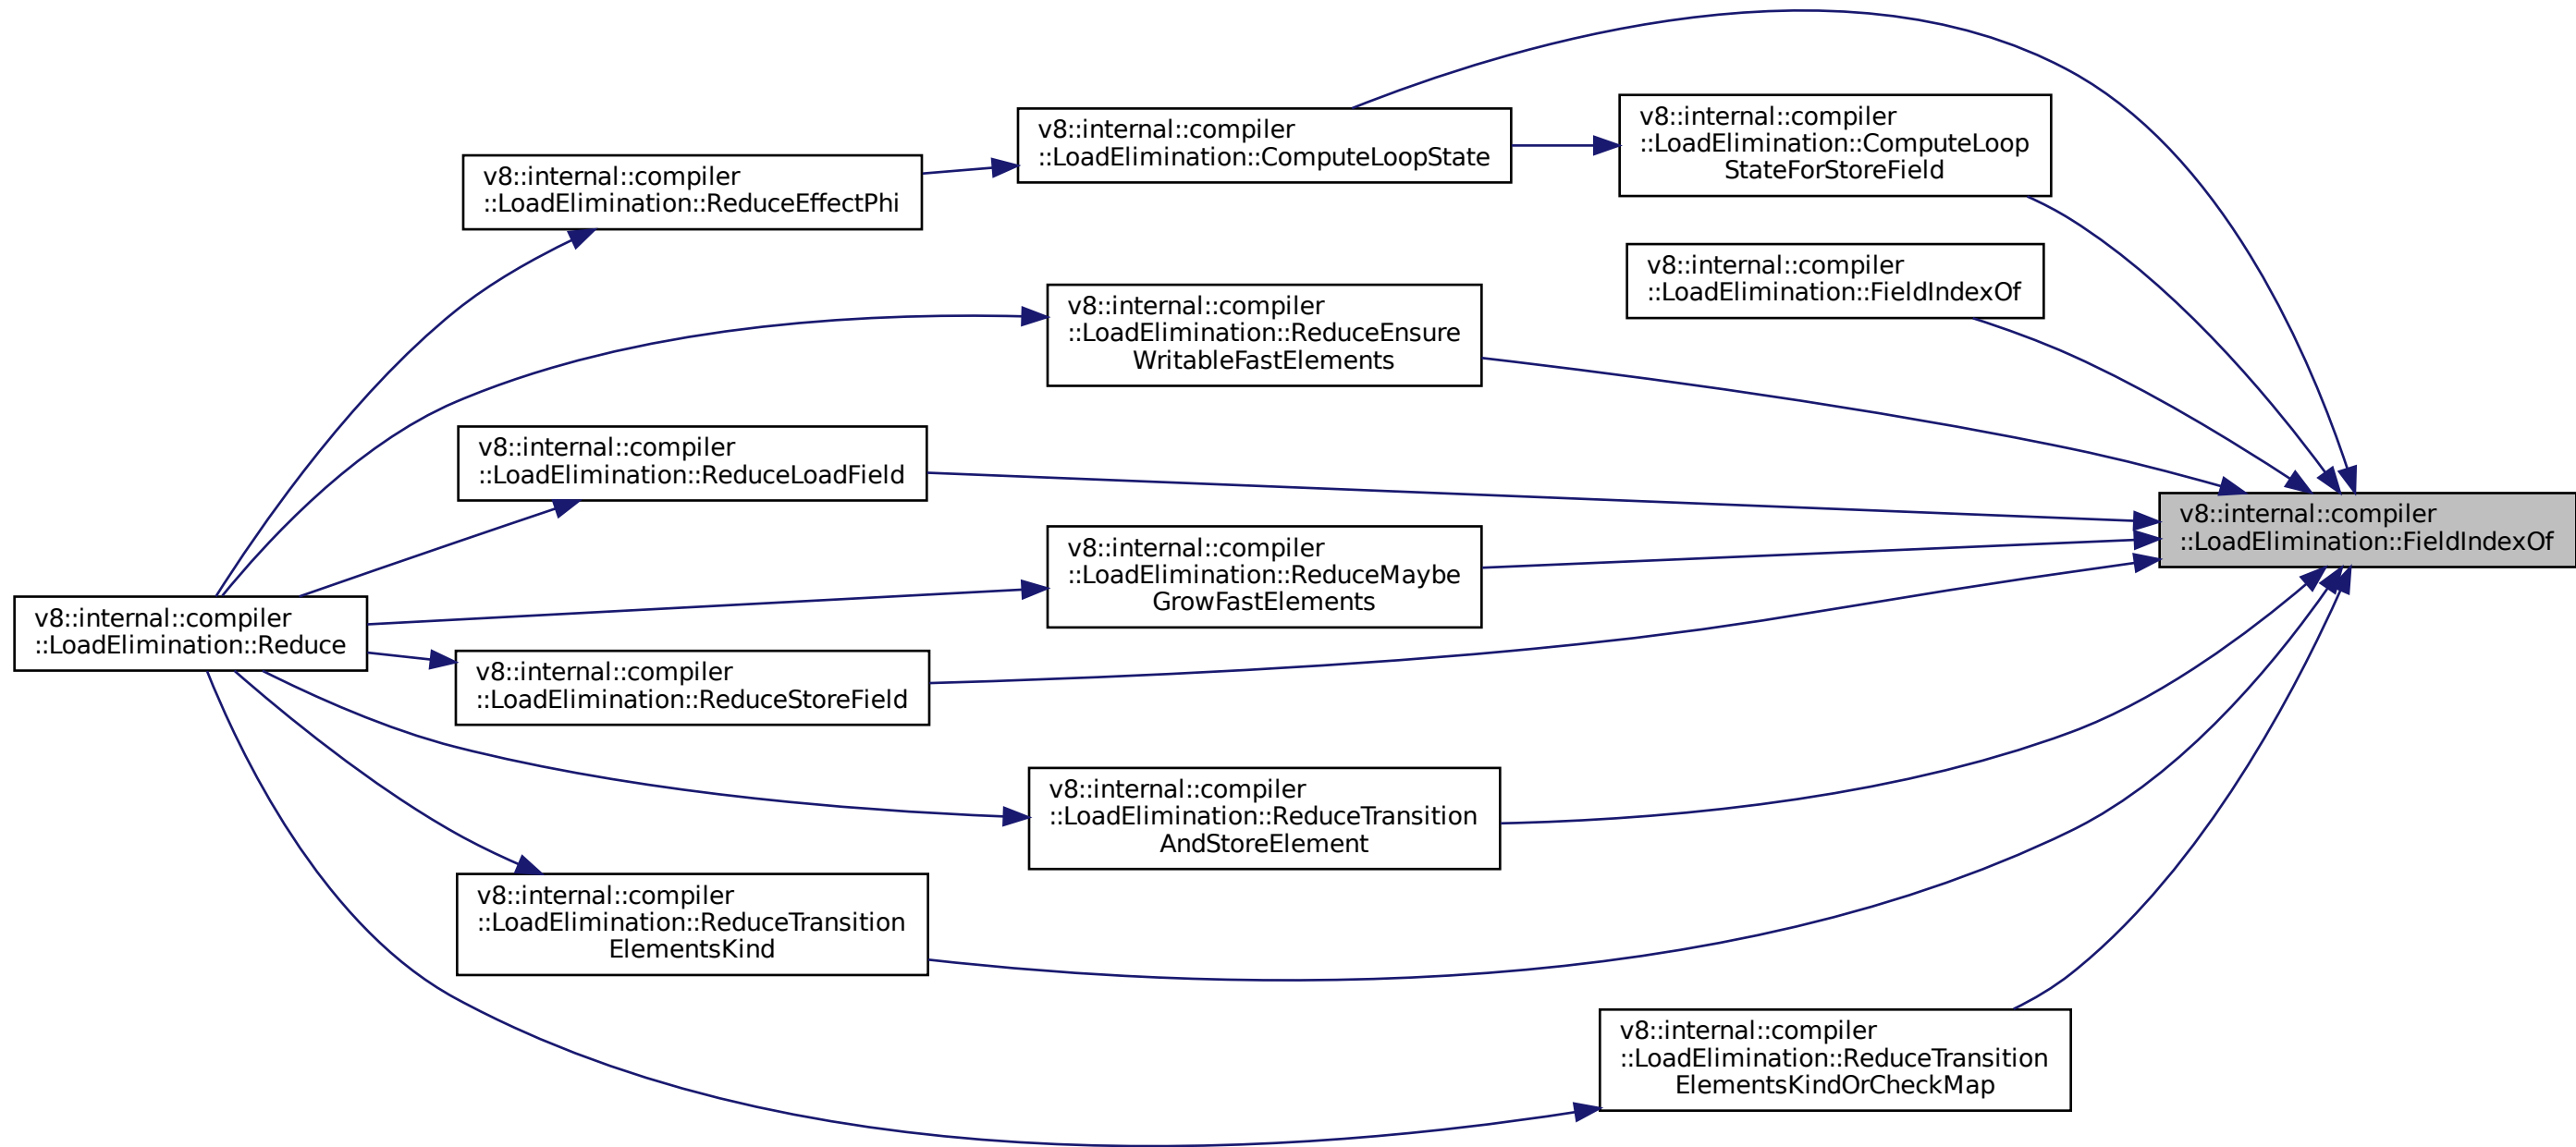 v8::internal::compiler
::LoadElimination::ComputeLoopState
v8::internal::compiler
::LoadElimination::ComputeLoop
StateForStoreField
v8::internal::compiler
::LoadElimination::ReduceEffectPhi
v8::internal::compiler
::LoadElimination::FieldIndexOf
v8::internal::compiler
::LoadElimination::ReduceEnsure
WritableFastElements
v8::internal::compiler
::LoadElimination::ReduceLoadField
v8::internal::compiler
::LoadElimination::FieldIndexOf
v8::internal::compiler
::LoadElimination::ReduceMaybe
GrowFastElements
v8::internal::compiler
::LoadElimination::Reduce
v8::internal::compiler
::LoadElimination::ReduceStoreField
v8::internal::compiler
::LoadElimination::ReduceTransition
AndStoreElement
v8::internal::compiler
::LoadElimination::ReduceTransition
ElementsKind
v8::internal::compiler
::LoadElimination::ReduceTransition
ElementsKindOrCheckMap